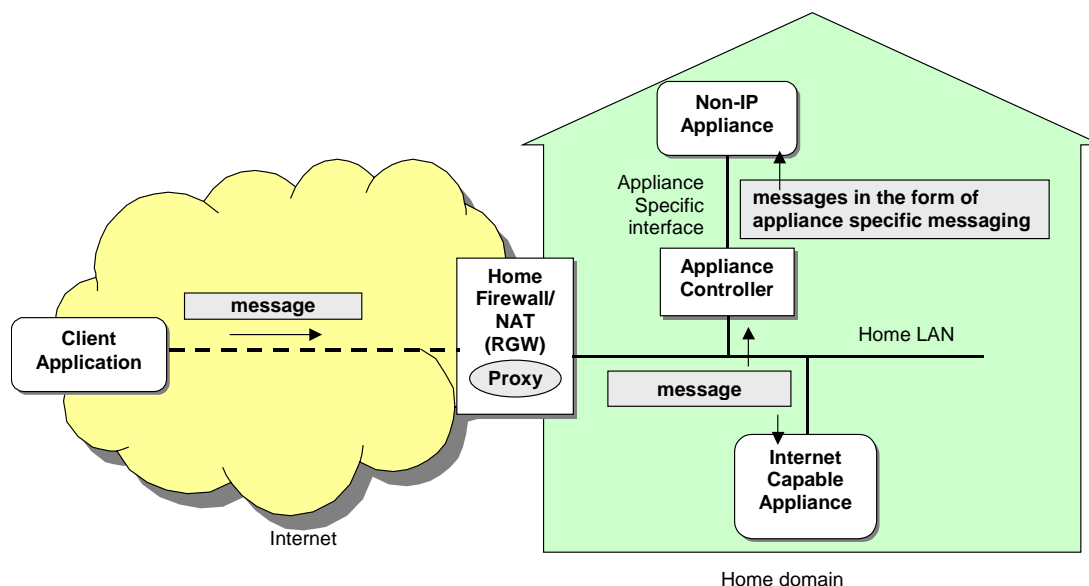 Non-IP
Appliance
Appliance
Specific
interface
messages in the form of
appliance specific messaging
Home
Firewall/
NAT
(RGW)
Proxy
Appliance
Controller
message
Client
Application
Home LAN
message
Internet
Capable
Appliance
Internet
Home domain